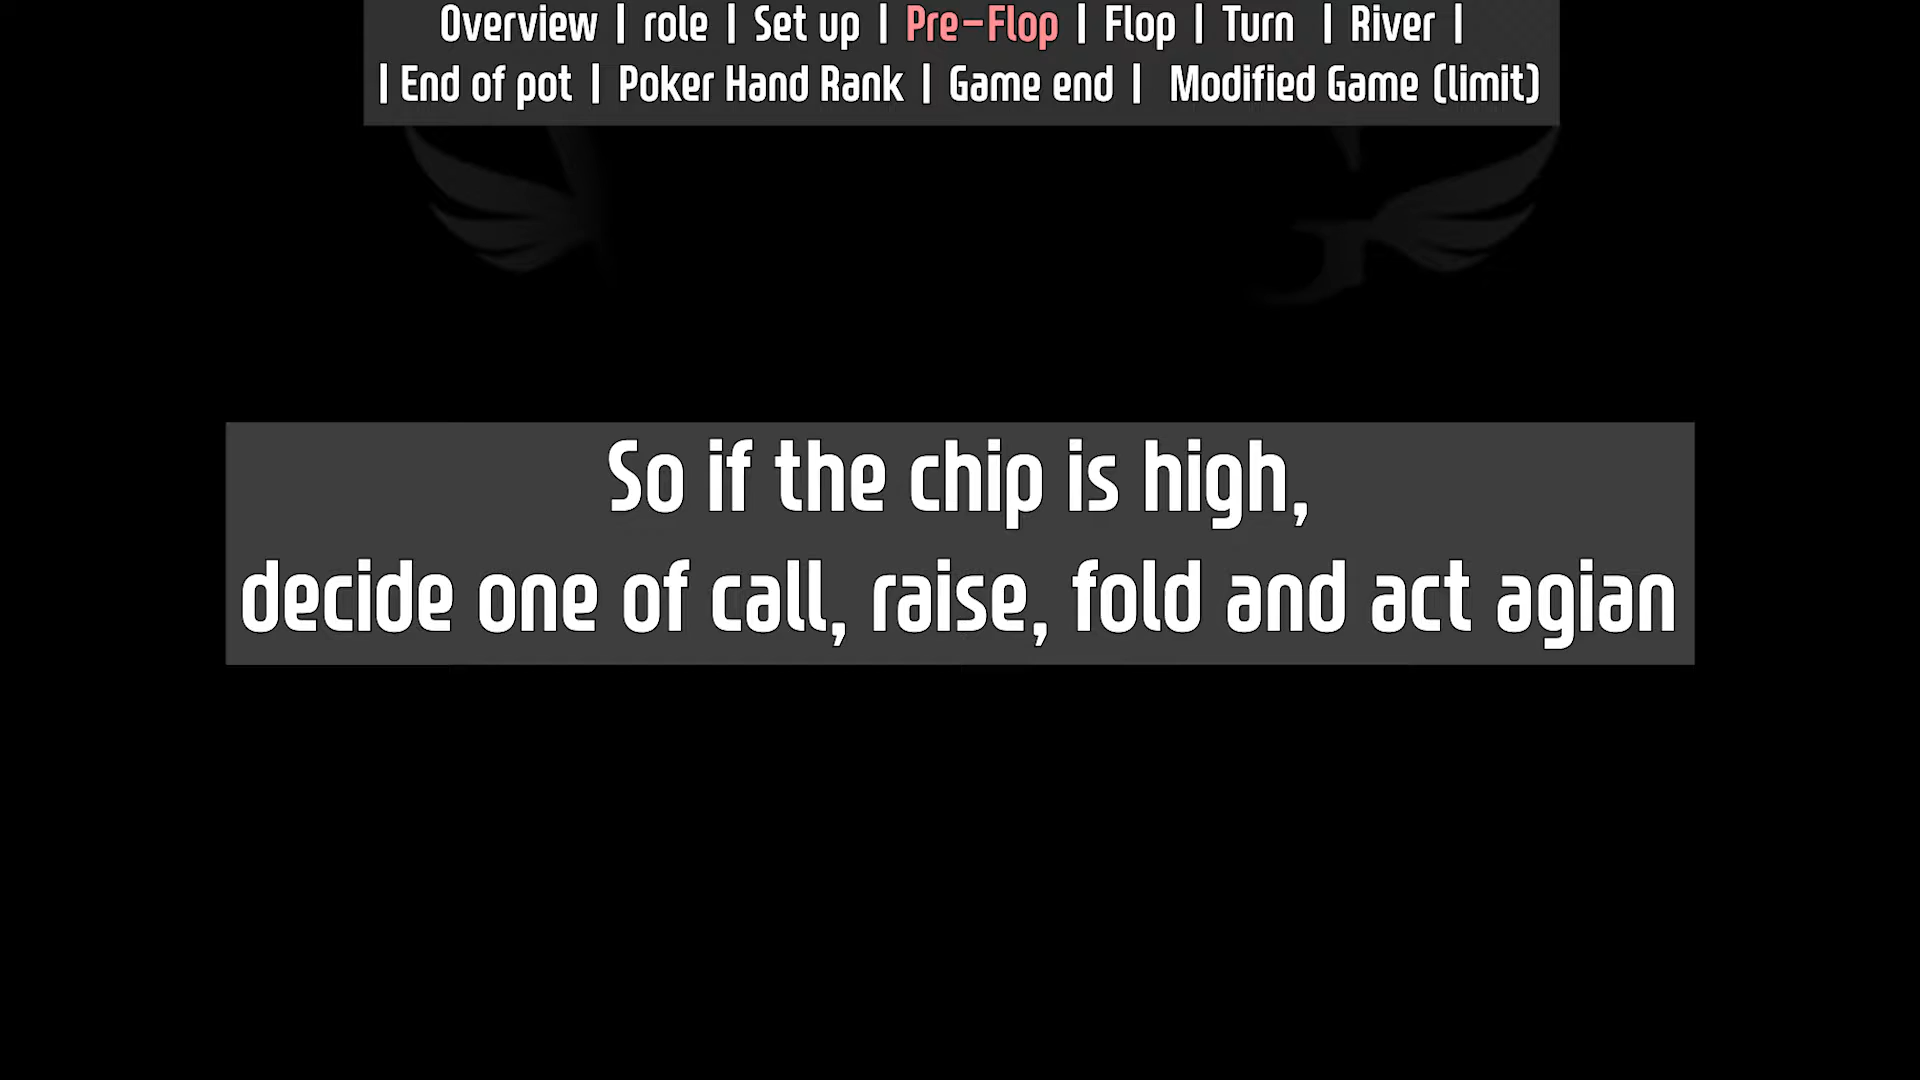 Overview | role | Set up | Pre-Flop | Flop | Turn | River |
| End of pot | Poker Hand Rank | Game end | Modified Game (limit)
So if the chip is high,
decide one of call, raise, fold and act agian